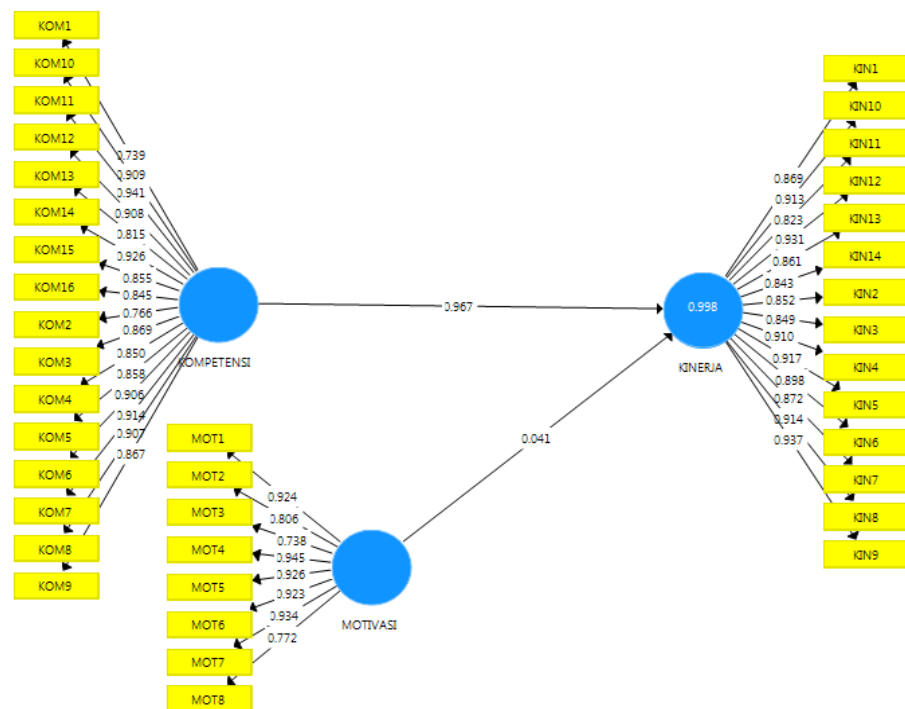 KOM1
KOM10
KOM11
KOM12
KOM13
KOM14
KOM15
KOM16
KOM2
KOM3
KOM4
KOM5
KOM6
KOM7
KOM8
KOM9
0.739
0.909
0.941
0.908
0.815
0.926
0.855
0.845
0.766
0.869
0.850
0.858
0.906
0.914
0.907
0.867
KOMPETENSI
0.967
MOT1
MOT2
MOT3
MOT4
MOT5
MOT6
MOT7
MOT8
0.924
0.806
0.738
0.945
0.926
0.923
0.934
0.772
MOTIVASI
0.041
0.998
KINERJA
0.869
0.913
0.823
0.931
0.861
0.843
0.852
0.849
0.910
0.917
0.898
0.872
0.914
0.937
KIN1
KIN10
KIN11
KIN12
KIN13
KIN14
KIN2
KIN3
KIN4
KIN5
KIN6
KIN7
KIN8
KIN9